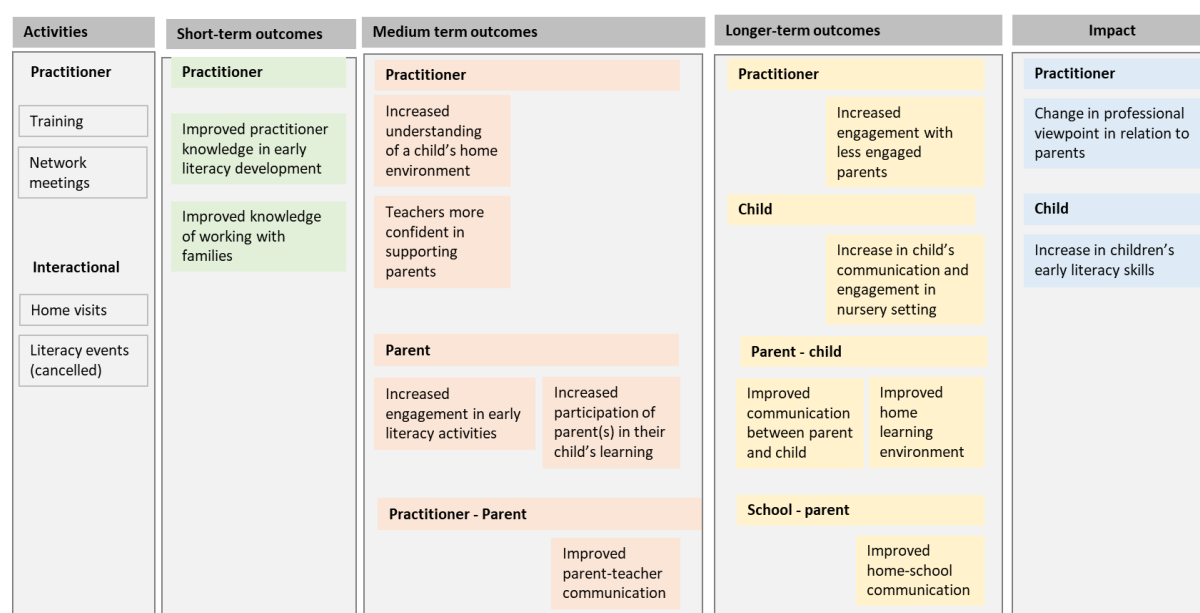 Activities
Practitioner
Training
Network
meetings
Interactional
Home visits
Literacy events
(cancelled)
Short-term outcomes
Practitioner
Improved practitioner
knowledge in early
literacy development
Improved knowledge
of working with
families
Medium term outcomes
Practitioner
Increased
understanding
of a child’s home
environment
Teachers more
confident in
supporting
parents
Parent
Increased
engagement in early
literacy activities
Increased
participation of
parent(s) in their
child’s learning
Practitioner - Parent
Improved
parent-teacher
communication
Longer-term outcomes
Practitioner
Increased
engagement with
less engaged
parents
Child
Increase in child’s
communication and
engagement in
nursery setting
Parent - child
Improved
communication
between parent
and child
Improved
home
learning
environment
School - parent
Improved
home-school
communication
Impact
Practitioner
Change in professional
viewpoint in relation to
parents
Child
Increase in children’s
early literacy skills